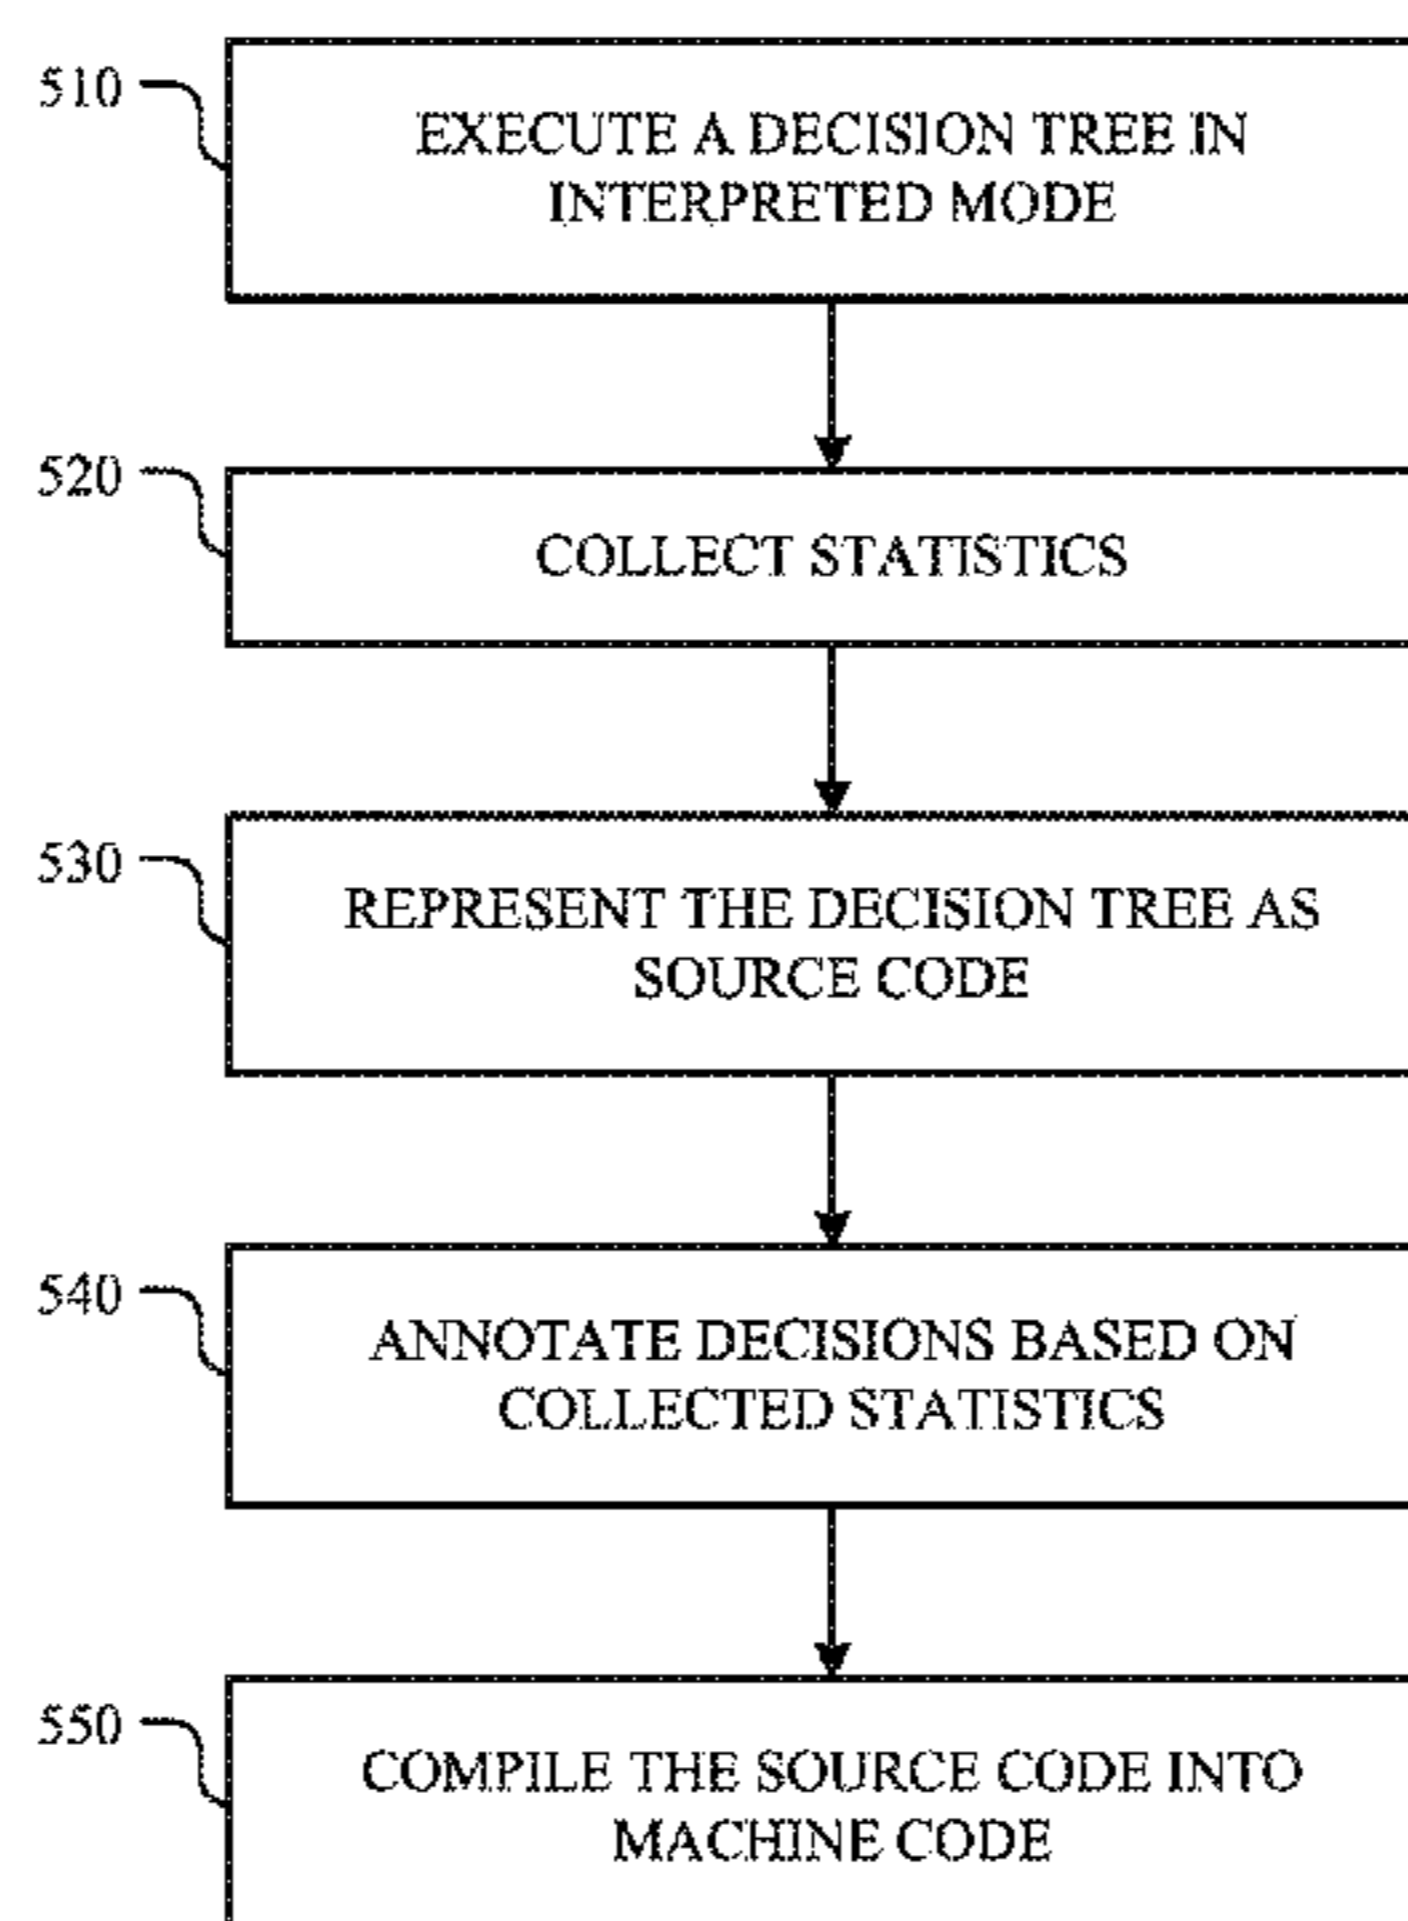 510
EXECUTE A DECISION TREE IN
INTERPRETED MODE
520
COLLECT STATISTICS
530
REPRESENT THE DECISION TREE AS
SOURCE CODE
540
ANNOTATE DECISIONS BASED ON
COLLECTED STATISTICS
550
COMPILE THE SOURCE CODE INTO
MACHINE CODE